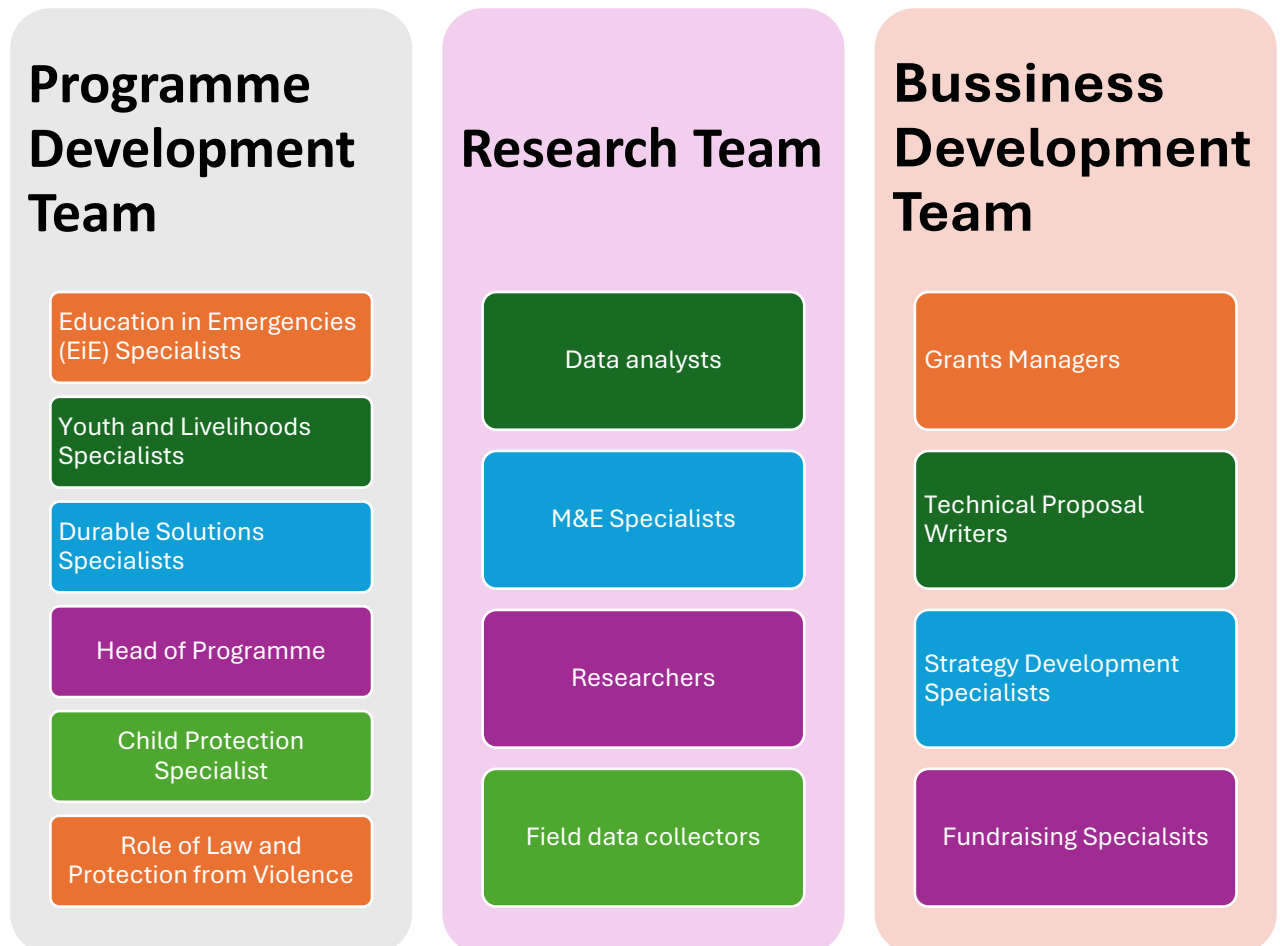 Programme
Development
Team
Education in Emergencies
(EiE) Specialists
Youth and Livelihoods
Specialists
Durable Solutions
Specialists
Head of Programme
Child Protection
Specialist
Role of Law and
Protection from Violence
Research Team
Data analysts
M&E Specialists
Researchers
Field data collectors
Bussiness
Development
Team
Grants Managers
Technical Proposal
Writers
Strategy Development
Specialists
Fundraising Specialsits